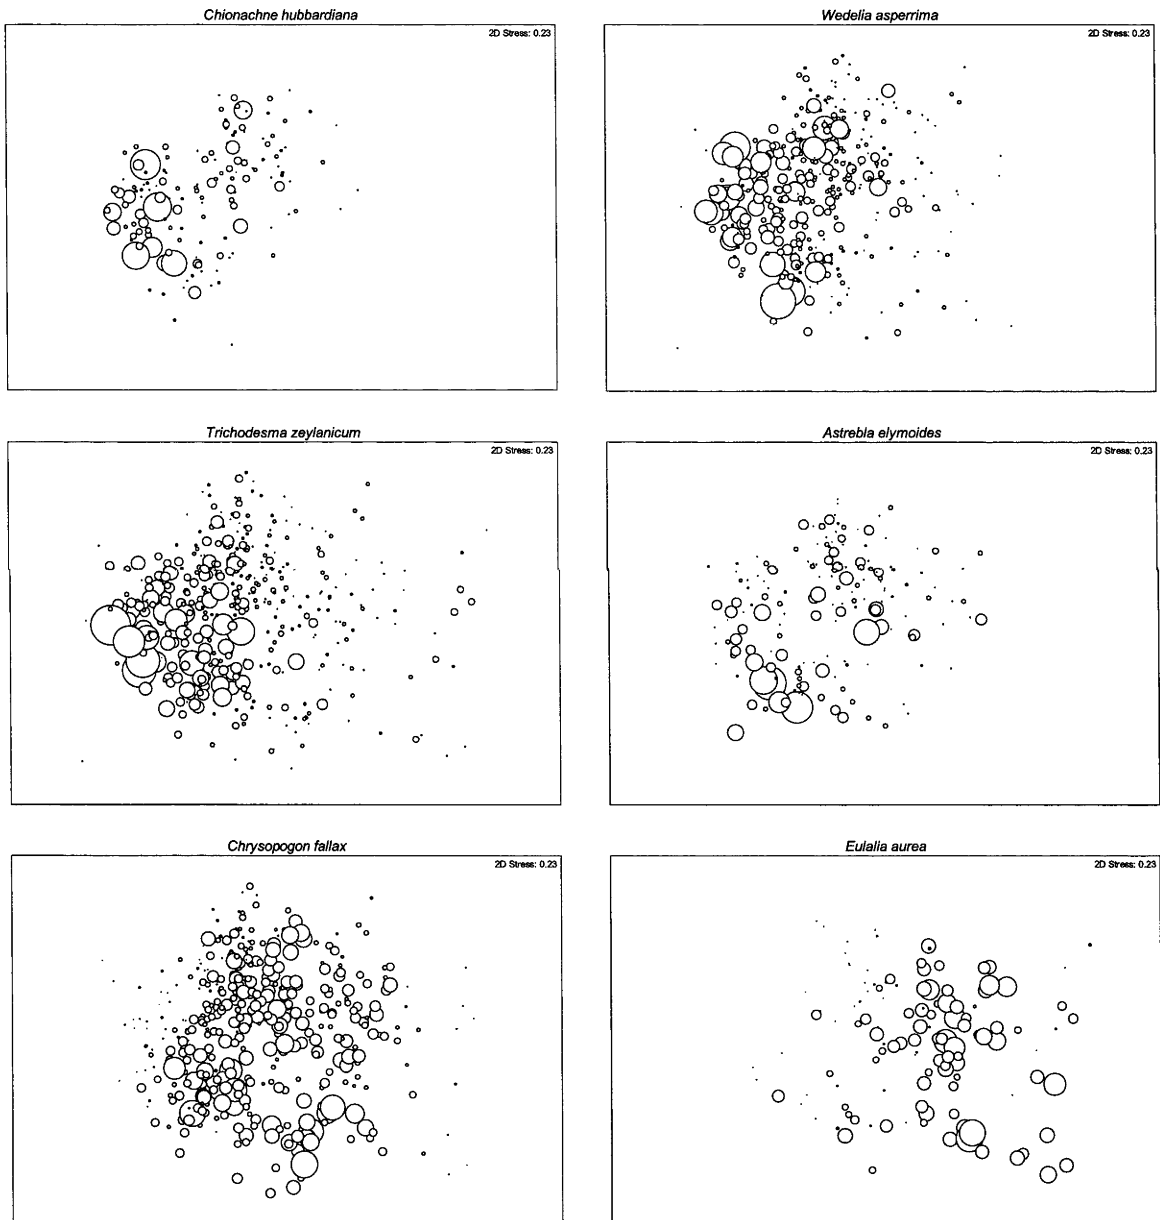 Chionachne hubbardiana
2D Stress: 0.23
Wedelia asperrima
2D Stress: 0.23
Trichodesma zeylanicum
2D Stress: 0.23
Astrebla elymoides
2D Stress: 0.23
Chrysopogon fallax
2D Stress: 0.23
Eulalia aurea
2D Stress: 0.23